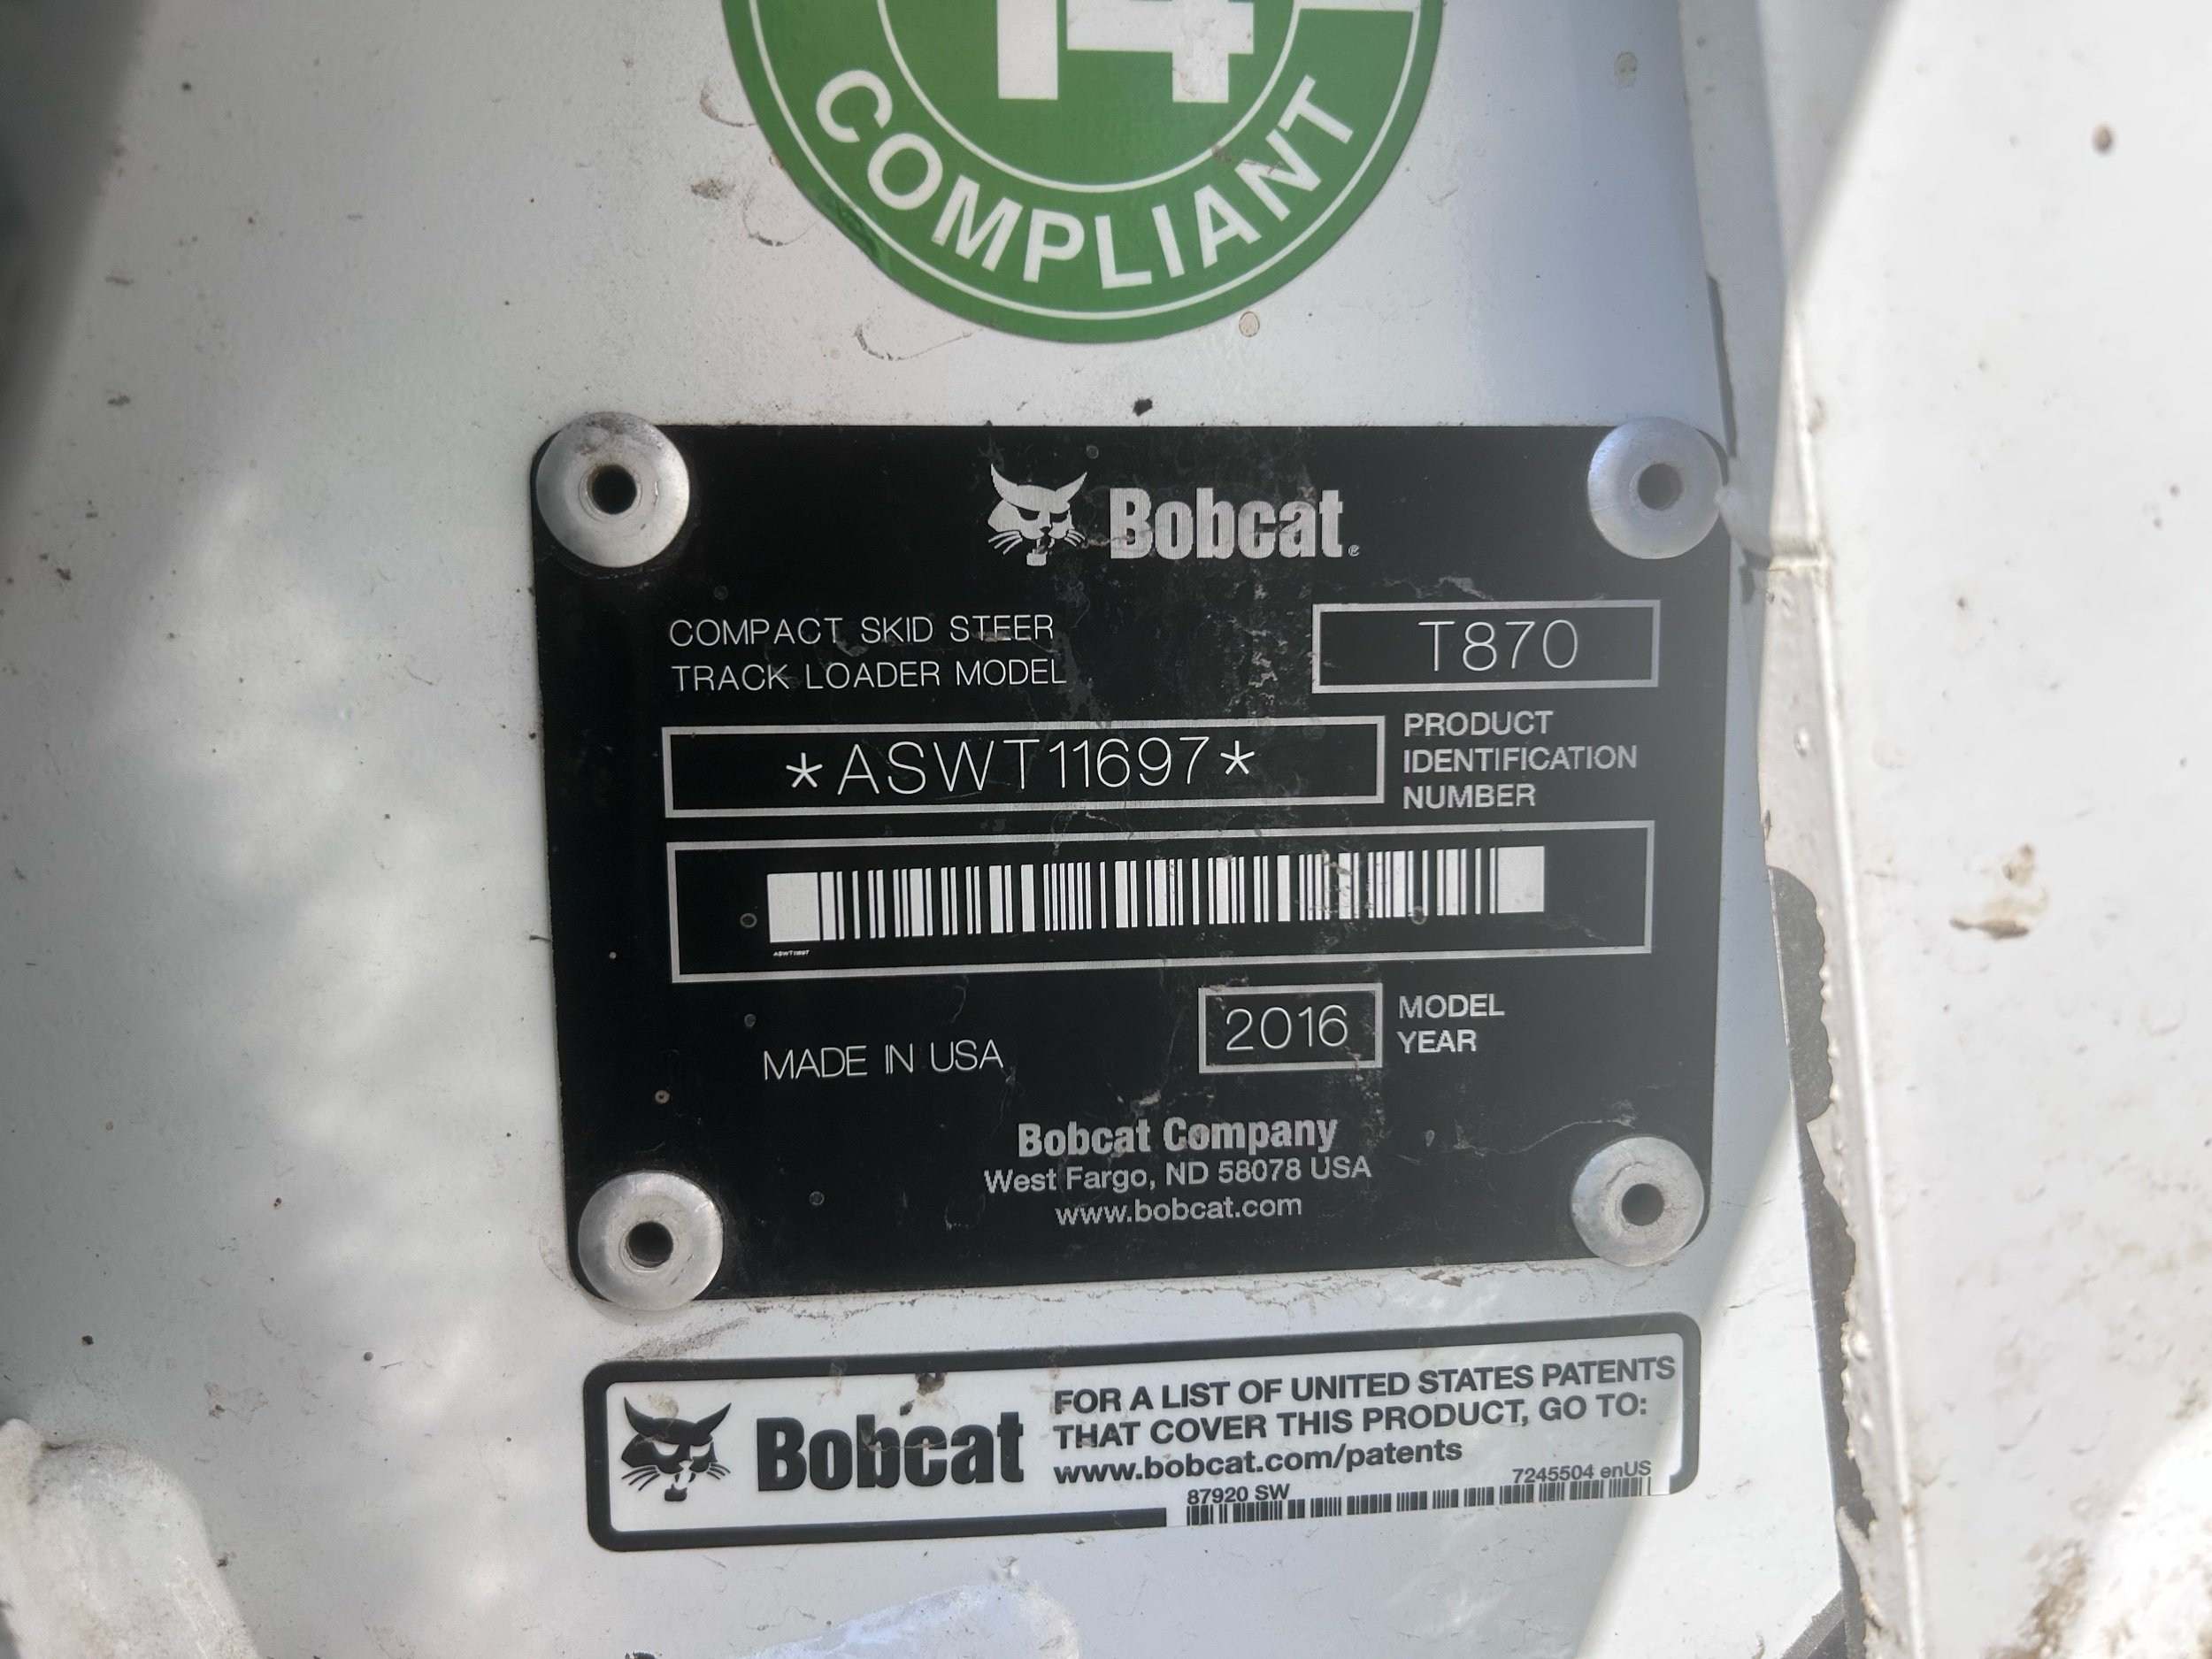 14
COMPLIANT
Bobcat®
COMPACT SKID STEER
TRACK LOADER MODEL
T870
*ASWT11697*
PRODUCT
IDENTIFICATION
NUMBER
ASWT11697
MADE IN USA
2016
MODEL
YEAR
Bobcat Company
West Fargo, ND 58078 USA
www.bobcat.com
Bobcat
FOR A LIST OF UNITED STATES PATENTS
THAT COVER THIS PRODUCT, GO TO:
www.bobcat.com/patents
87920 SW
7245504 enUS